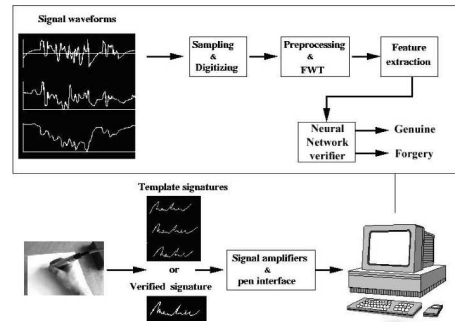 Signal waveforms
Sampling
&
Digitizing
Preprocessing
&
FWT
Feature
extraction
Neural
Network
verifier
Genuine
Forgery
Template signatures
or
Verified signature
Signal amplifiers
&
pen interface